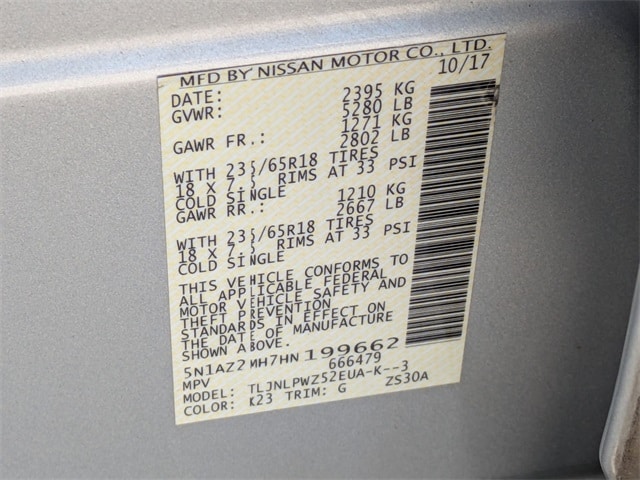 MFD BY NISSAN MOTOR CO., LTD.
DATE: 10/17
GVWR: 2395 KG
5280 LB
GAWR FR.: 1271 KG
2802 LB
WITH 235/65R18 TIRES
18 X 7.5 RIMS AT 33 PSI
COLD SINGLE
GAWR RR.: 1210 KG
2667 LB
WITH 235/65R18 TIRES
18 X 7.5 RIMS AT 33 PSI
COLD SINGLE
THIS VEHICLE CONFORMS TO
ALL APPLICABLE FEDERAL
MOTOR VEHICLE SAFETY AND
THEFT PREVENTION
STANDARDS IN EFFECT ON
THE DATE OF MANUFACTURE
SHOWN ABOVE.
5N1AZ2MH7HN199662
MPV 666479
MODEL: TLJNLPWZ52EUA-K--3
COLOR: K23 TRIM: G ZS30A